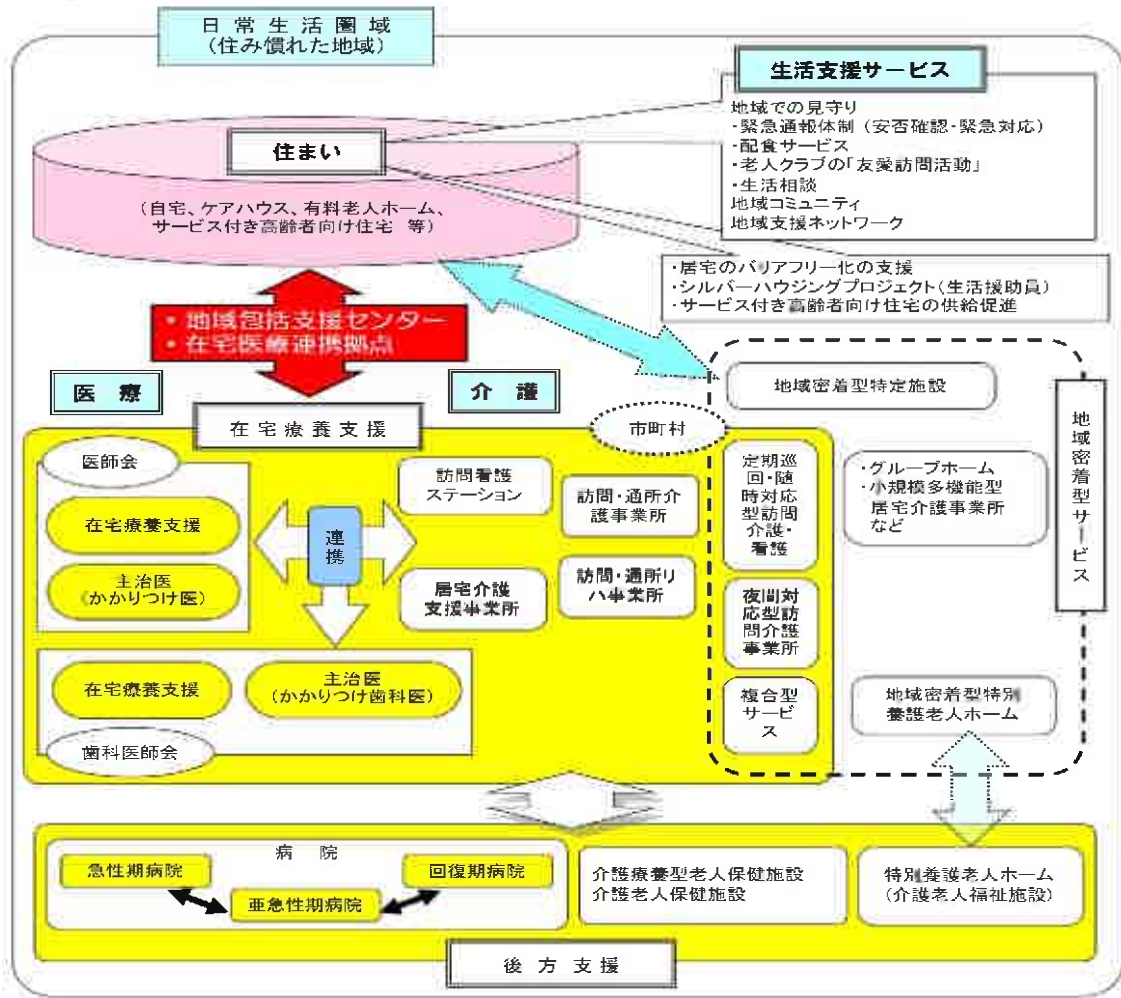 日常生活圏域
(住み慣れた地域)
生活支援サービス
地域での見守り
・緊急通報体制（安否確認・緊急対応）
・配食サービス
・老人クラブの「友愛訪問活動」
・生活相談
地域コミュニティ
地域支援ネットワーク
住まい
（自宅、ケアハウス、有料老人ホーム、
サービス付き高齢者向け住宅 等）
・居宅のバリアフリー化の支援
・シルバーハウジングプロジェクト（生活援助員）
・サービス付き高齢者向け住宅の供給促進
・地域包括支援センター
・在宅医療連携拠点
医療
介護
在宅療養支援
市町村
地域密着型特定施設
地域密着型サービス
医師会
在宅療養支援
主治医
（かかりつけ医）
連携
訪問看護
ステーション
訪問・通所介
護事業所
居宅介護
支援事業所
訪問・通所リ
ハ事業所
定期巡
回・随
時対応
型訪問
介護・
看護
夜間対
応型訪
問介護
事業所
複合型
サービ
ス
・グループホーム
・小規模多機能型
居宅介護事業所
など
地域密着型特別
養護老人ホーム
在宅療養支援
主治医
（かかりつけ歯科医）
歯科医師会
病院
急性期病院
回復期病院
亜急性期病院
介護療養型老人保健施設
介護老人保健施設
特別養護老人ホーム
（介護老人福祉施設）
後方支援